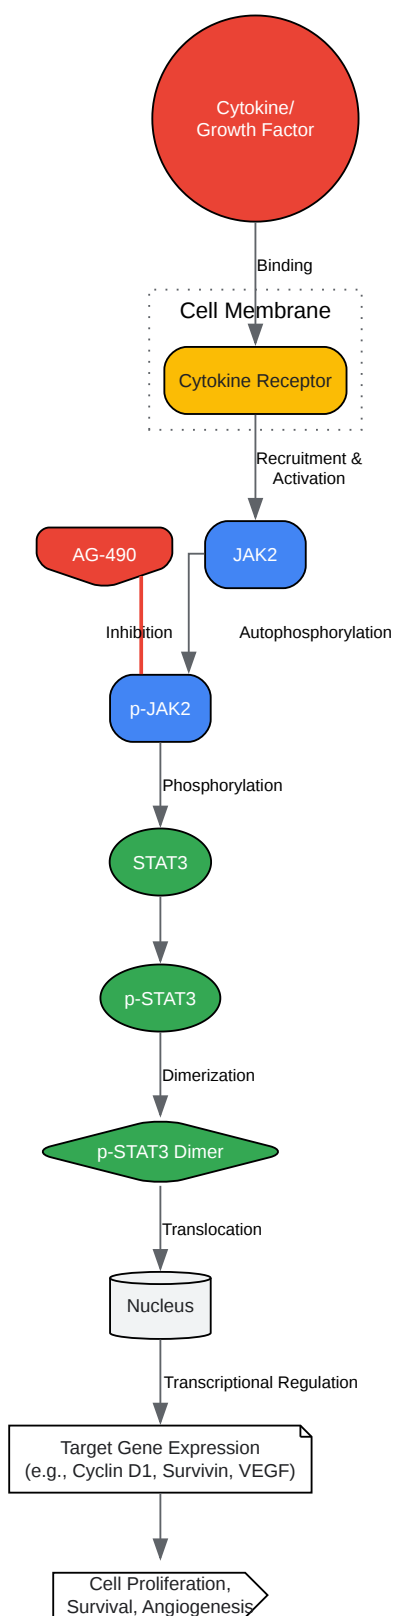 Cytokine/
Growth Factor
Binding
Cell Membrane
Cytokine Receptor
Recruitment &
Activation
AG-490
JAK2
Inhibition
Autophosphorylation
p-JAK2
Phosphorylation
STAT3
p-STAT3
Dimerization
p-STAT3 Dimer
Translocation
Nucleus
Transcriptional Regulation
Target Gene Expression
(e.g., Cyclin D1, Survivin, VEGF)
Cell Proliferation,
Survival, Angiogenesis